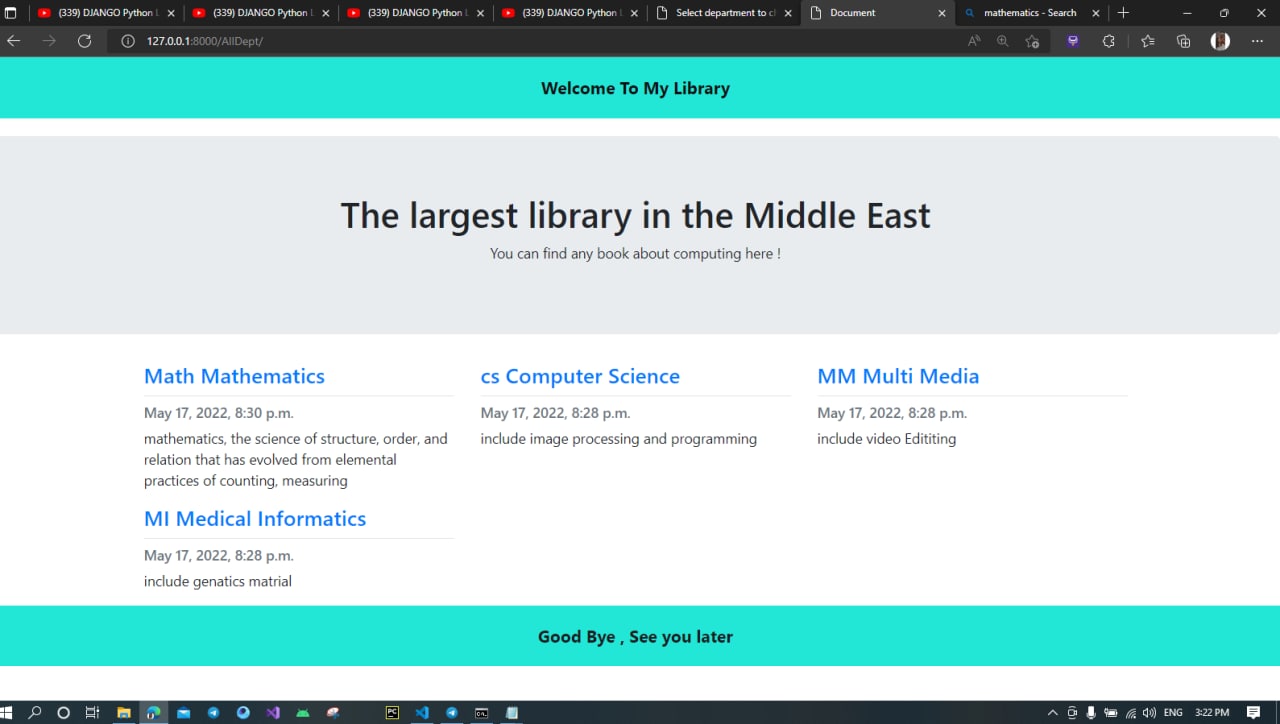 (339) DJANGO Python (339) DJANGO Python (339) DJANGO Python (339) DJANGO Python Select department to Document mathematics - Search
127.0.0.1:8000/AllDept/
Welcome To My Library
The largest library in the Middle East
You can find any book about computing here !
Math Mathematics
May 17, 2022, 8:30 p.m.
mathematics, the science of structure, order, and
relation that has evolved from elemental
practices of counting, measuring
cs Computer Science
May 17, 2022, 8:28 p.m.
include image processing and programming
MM Multi Media
May 17, 2022, 8:28 p.m.
include video Edititing
MI Medical Informatics
May 17, 2022, 8:28 p.m.
include genatics matrial
Good Bye , See you later
ENG 3:22 PM